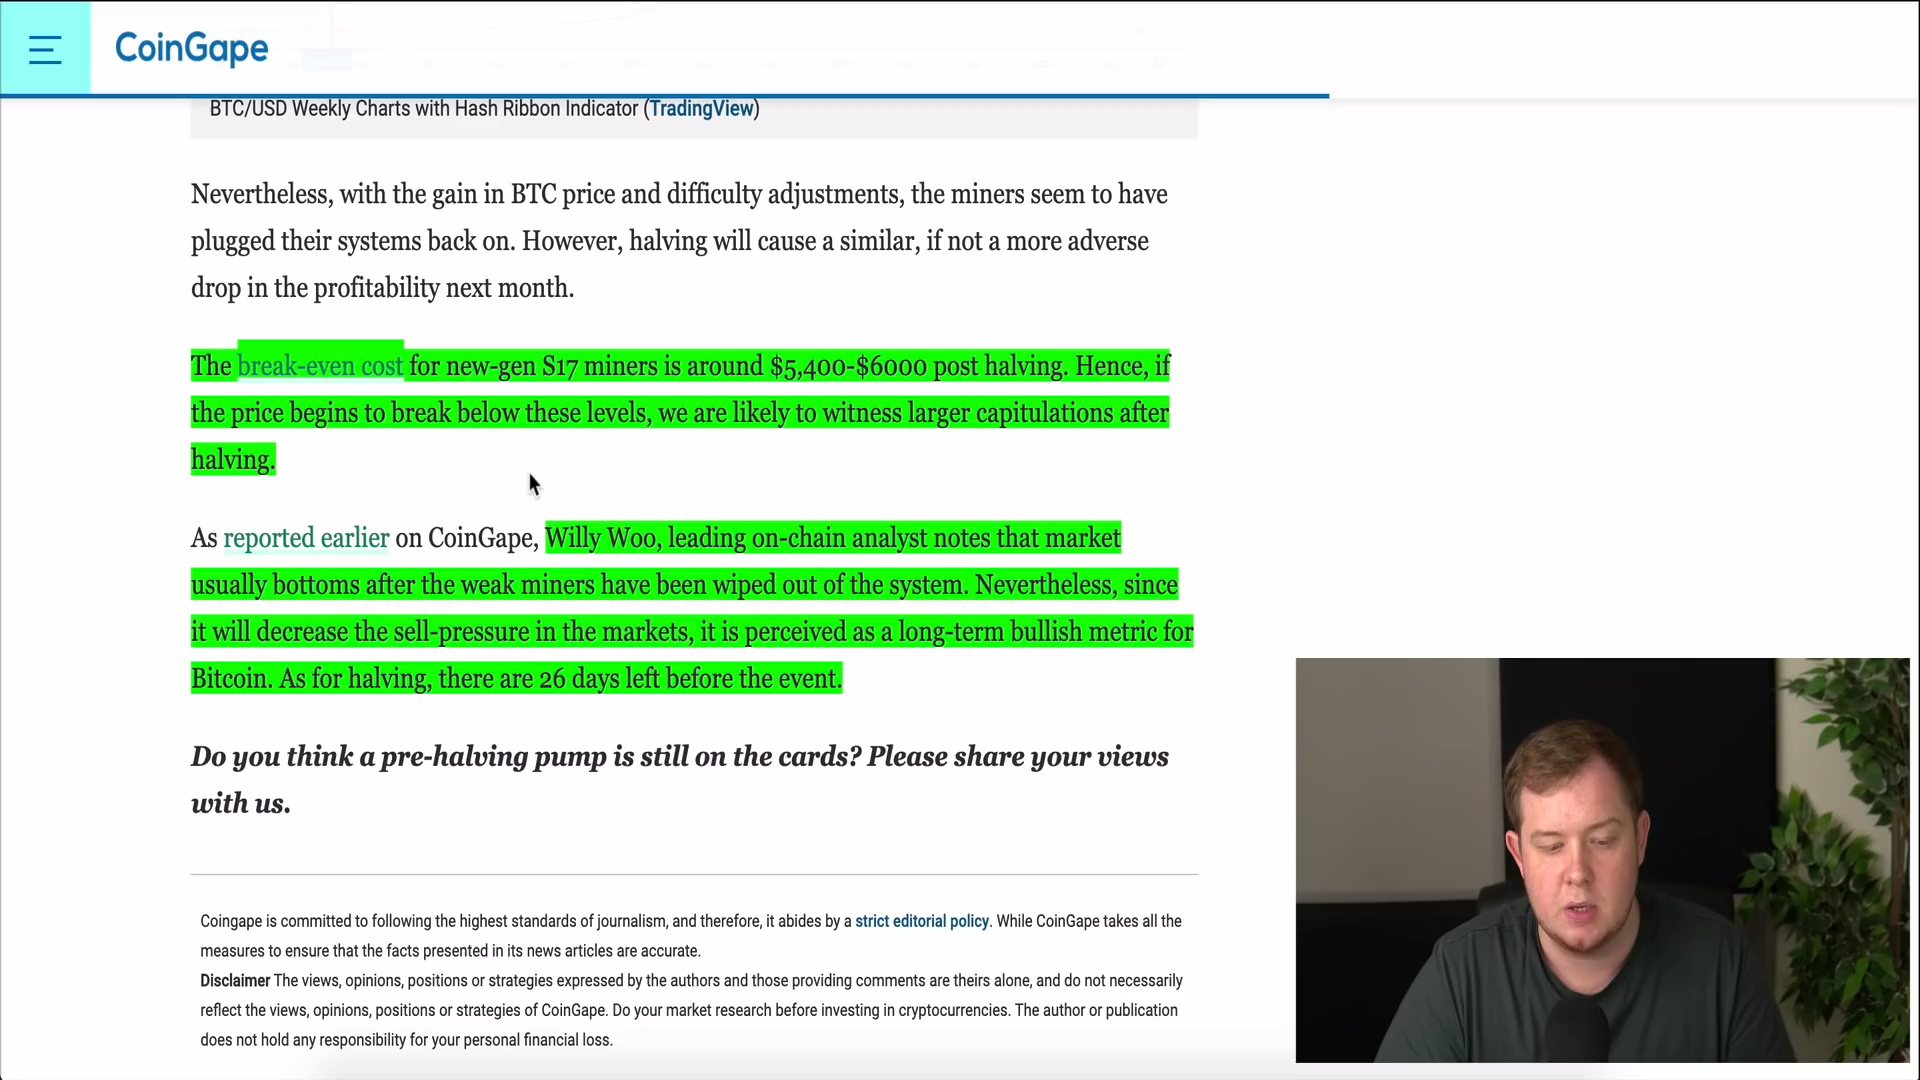 CoinGape
BTC/USD Weekly Charts with Hash Ribbon Indicator (TradingView)
Nevertheless, with the gain in BTC price and difficulty adjustments, the miners seem to have
plugged their systems back on. However, halving will cause a similar, if not a more adverse
drop in the profitability next month.
The break-even cost for new-gen S17 miners is around $5,400-$6000 post halving. Hence, if
the price begins to break below these levels, we are likely to witness larger capitulations after
halving.
As reported earlier on CoinGape, Willy Woo, leading on-chain analyst notes that market
usually bottoms after the weak miners have been wiped out of the system. Nevertheless, since
it will decrease the sell-pressure in the markets, it is perceived as a long-term bullish metric for
Bitcoin. As for halving, there are 26 days left before the event.
Do you think a pre-halving pump is still on the cards? Please share your views
with us.
Coingape is committed to following the highest standards of journalism, and therefore, it abides by a strict editorial policy. While CoinGape takes all the
measures to ensure that the facts presented in its news articles are accurate.
Disclaimer The views, opinions, positions or strategies expressed by the authors and those providing comments are theirs alone, and do not necessarily
reflect the views, opinions, positions or strategies of CoinGape. Do your market research before investing in cryptocurrencies. The author or publication
does not hold any responsibility for your personal financial loss.